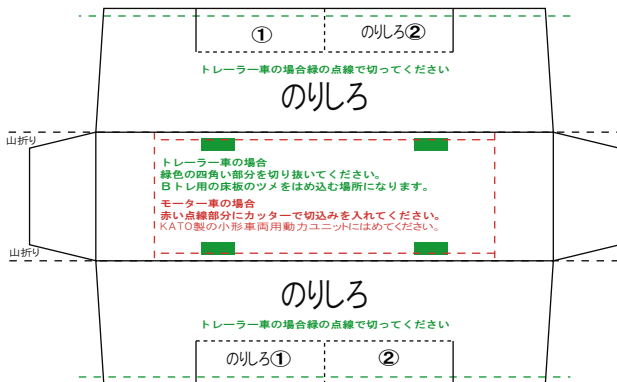 ① のりしろ②
トレーラー車の場合緑の点線で切ってください
のりしろ
山折り
トレーラー車の場合
緑色の四角い部分を切り抜いてください。
Bトレ用の床板のツメをはめ込む場所になります。
モーター車の場合
赤い点線部分にカッターで切込みを入れてください。
KATO製の小形車両用動力ユニットにはめてください。
山折り
のりしろ
トレーラー車の場合緑の点線で切ってください
のりしろ① ②